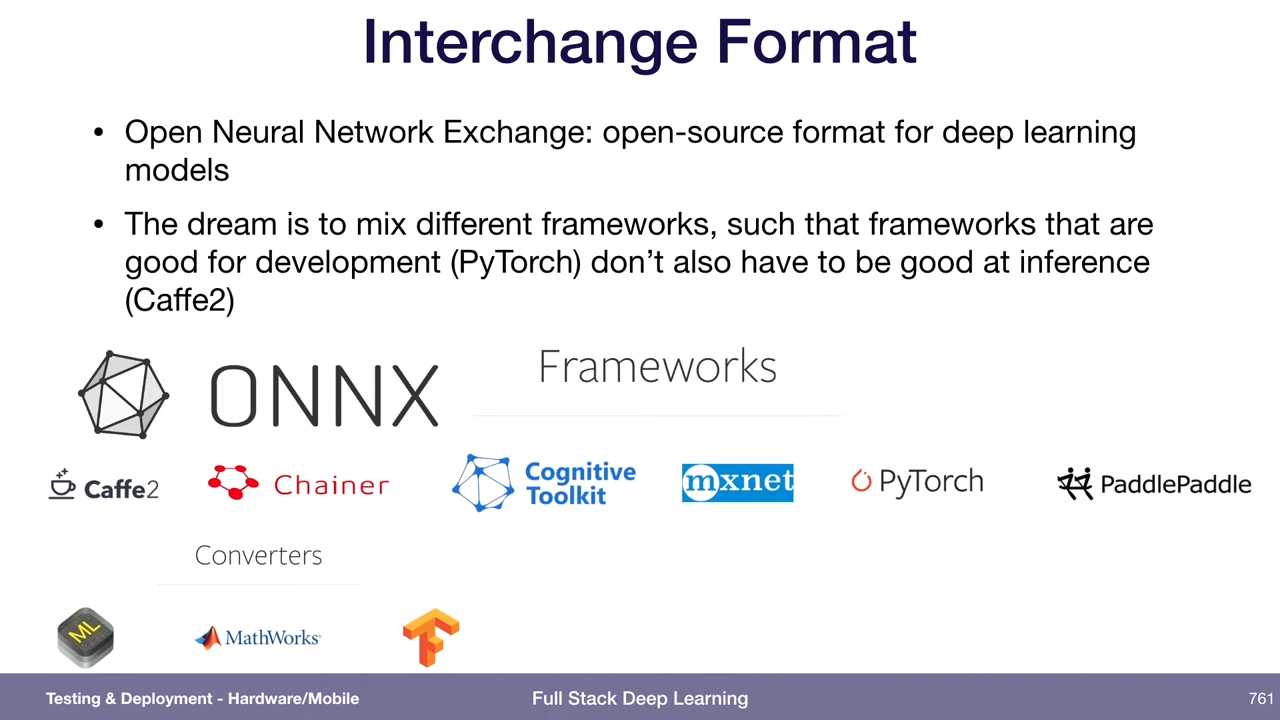 Interchange Format
• Open Neural Network Exchange: open-source format for deep learning
models
• The dream is to mix different frameworks, such that frameworks that are
good for development (PyTorch) don’t also have to be good at inference
(Caffe2)
ONNX
Frameworks
Caffe2
Chainer
Cognitive
Toolkit
mxnet
PyTorch
PaddlePaddle
Converters
ML
MathWorks
Testing & Deployment - Hardware/Mobile
Full Stack Deep Learning
761